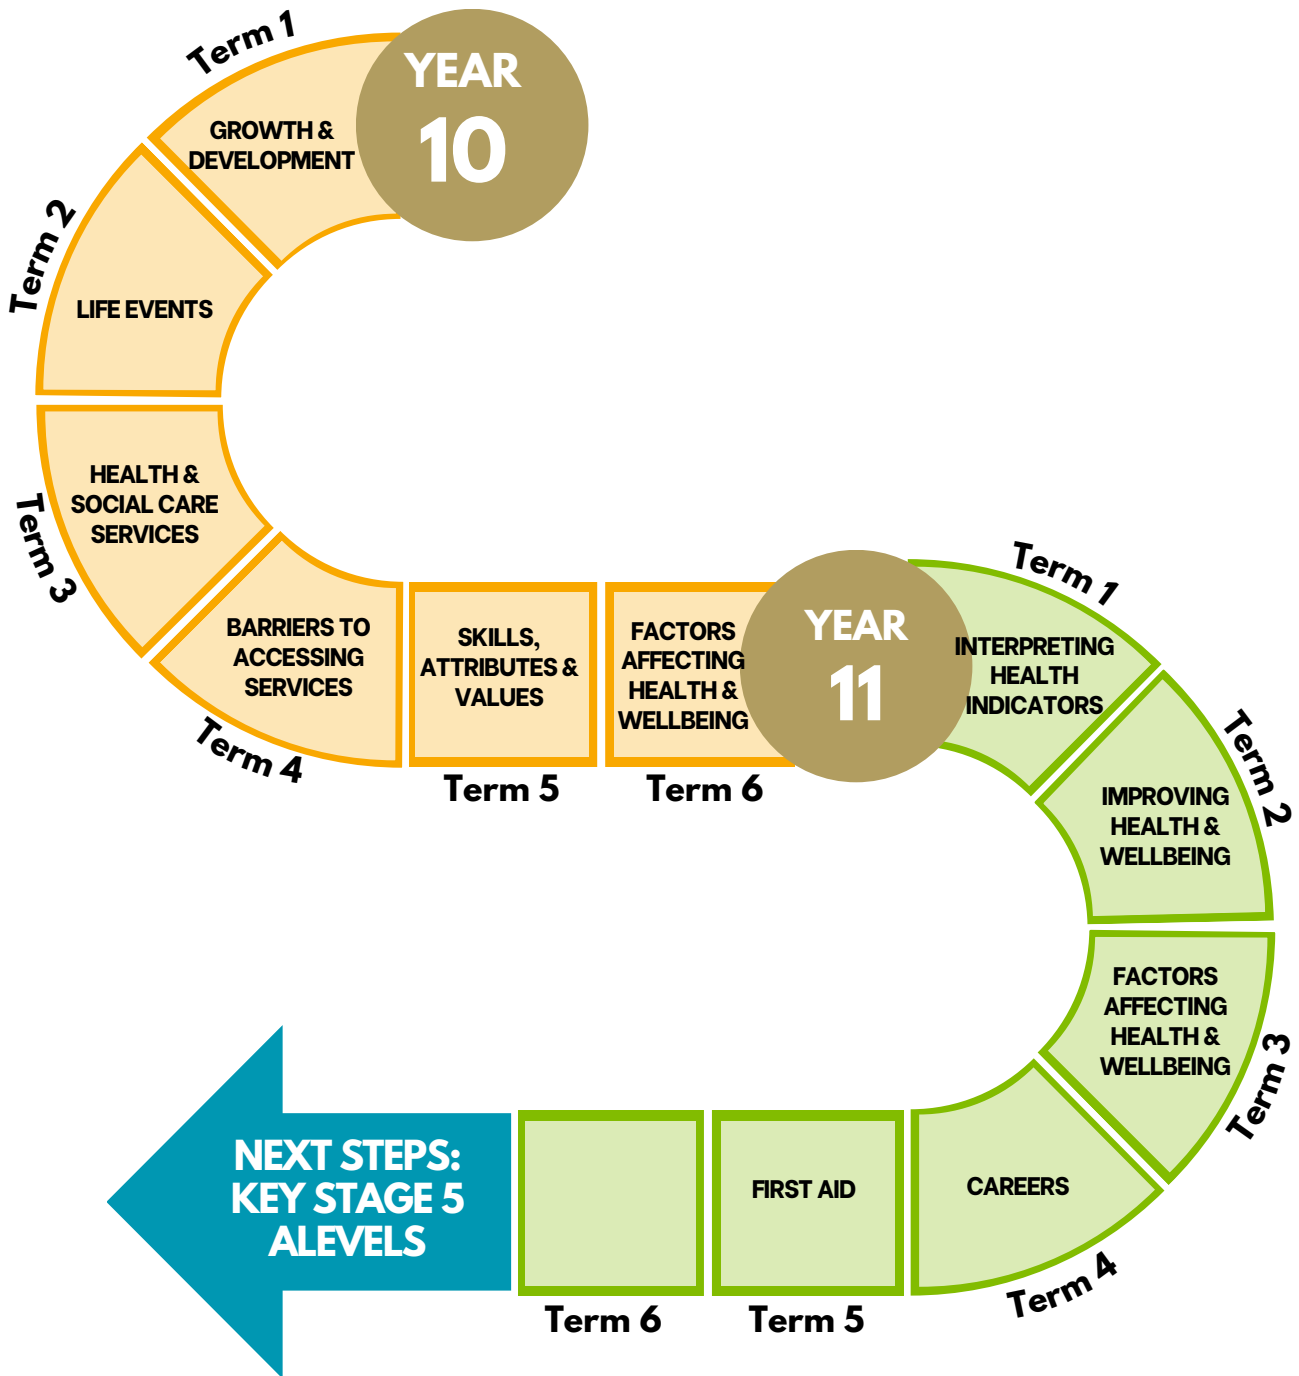 Term 1
YEAR
10
GROWTH &
DEVELOPMENT
Term 2
LIFE EVENTS
Term 3
HEALTH &
SOCIAL CARE
SERVICES
Term 4
BARRIERS TO
ACCESSING
SERVICES
SKILLS,
ATTRIBUTES &
VALUES
Term 5
FACTORS
AFFECTING
HEALTH &
WELLBEING
Term 6
YEAR
11
Term 1
INTERPRETING
HEALTH
INDICATORS
Term 2
IMPROVING
HEALTH &
WELLBEING
FACTORS
AFFECTING
HEALTH &
WELLBEING
Term 3
CAREERS
Term 4
FIRST AID
Term 5
Term 6
NEXT STEPS:
KEY STAGE 5
ALEVELS